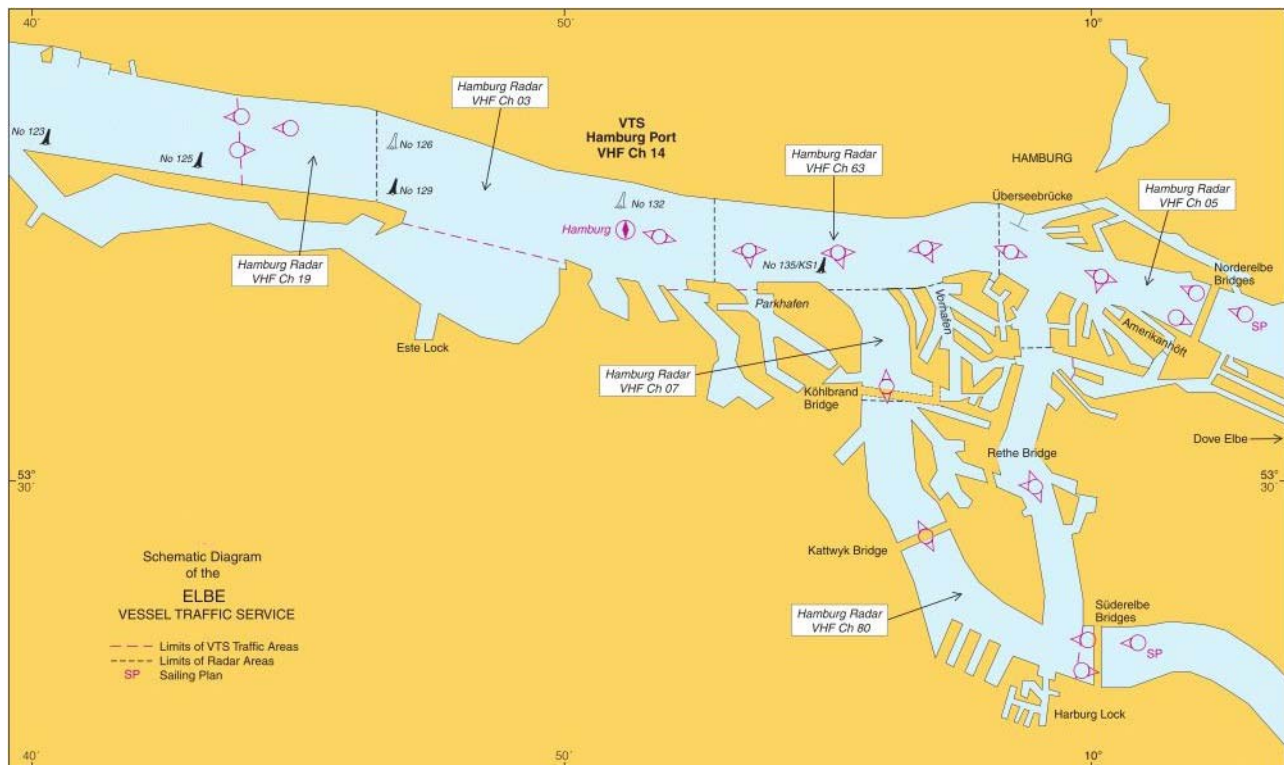 40´
50´
10°
Hamburg Radar
VHF Ch 03
No 123
No 125
No 126
No 129
VTS
Hamburg Port
VHF Ch 14
Hamburg Radar
VHF Ch 63
HAMBURG
Überseebrücke
Hamburg Radar
VHF Ch 05
No 132
Hamburg
Hamburg Radar
VHF Ch 19
No 135/KS1
Norderelbe
Bridges
SP
Parkhafen
Vorhafen
Amerikanhöft
Este Lock
Hamburg Radar
VHF Ch 07
Köhlbrand
Bridge
Dove Elbe
Rethe Bridge
53°
30´
53°
30´
Kattwyk Bridge
Schematic Diagram
of the
ELBE
VESSEL TRAFFIC SERVICE
Limits of VTS Traffic Areas
Limits of Radar Areas
SP
Sailing Plan
Hamburg Radar
VHF Ch 80
Süderelbe
Bridges
SP
Harburg Lock
40´
50´
10°